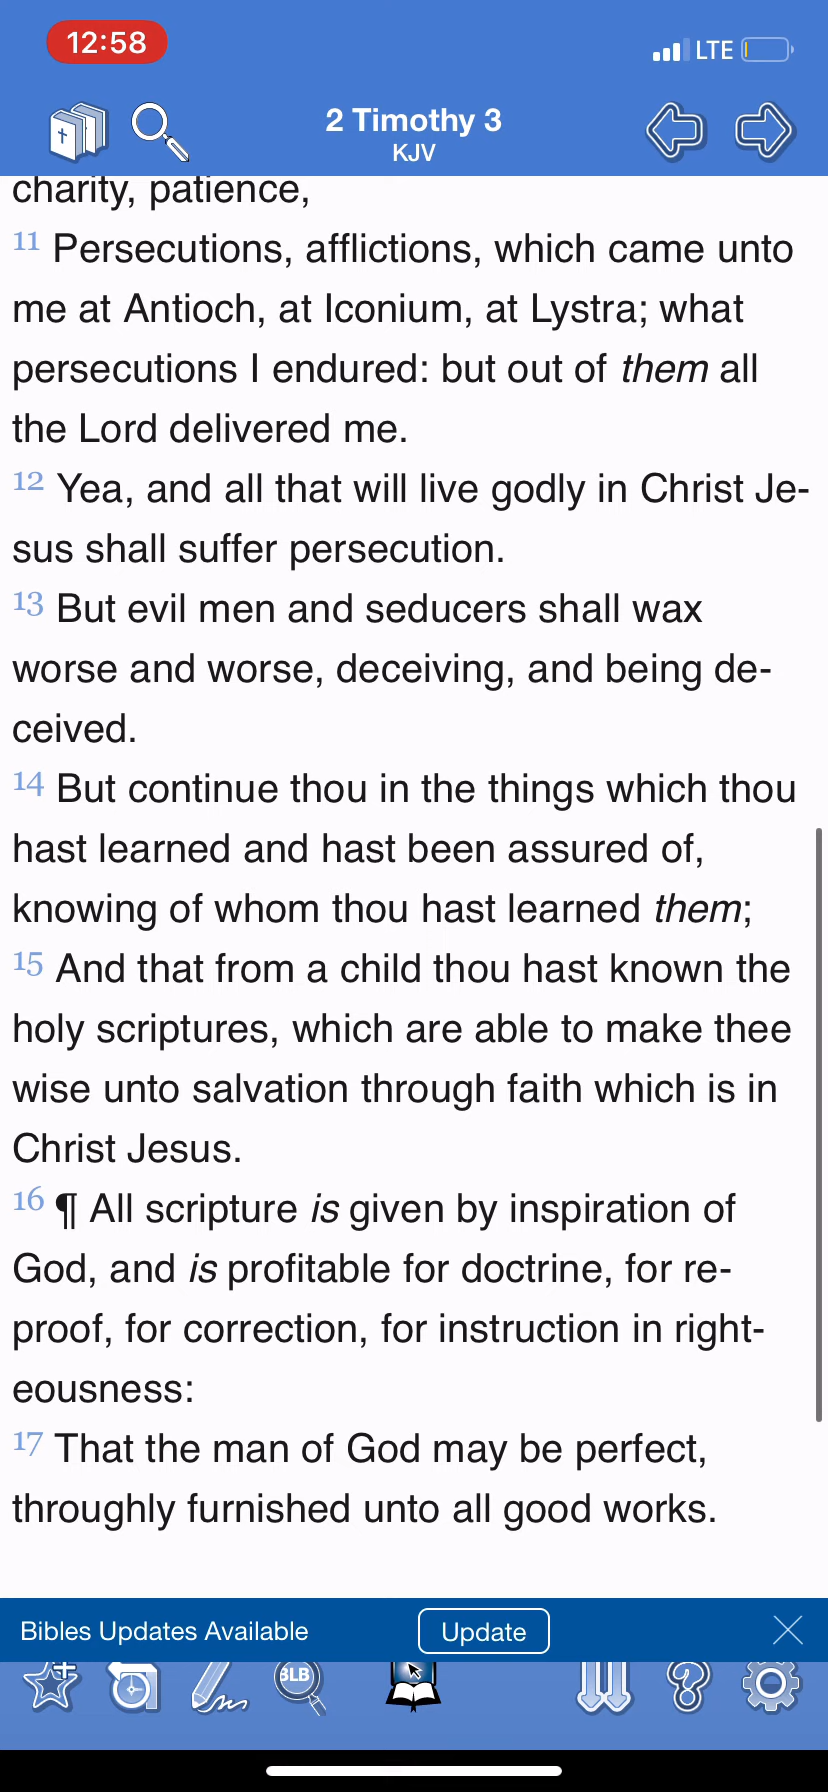 12:58
LTE
2 Timothy 3
KJV
charity, patience,
11 Persecutions, afflictions, which came unto
me at Antioch, at Iconium, at Lystra; what
persecutions I endured: but out of them all
the Lord delivered me.
12 Yea, and all that will live godly in Christ Je-
sus shall suffer persecution.
13 But evil men and seducers shall wax
worse and worse, deceiving, and being de-
ceived.
14 But continue thou in the things which thou
hast learned and hast been assured of,
knowing of whom thou hast learned them;
15 And that from a child thou hast known the
holy scriptures, which are able to make thee
wise unto salvation through faith which is in
Christ Jesus.
16 ¶ All scripture is given by inspiration of
God, and is profitable for doctrine, for re-
proof, for correction, for instruction in right-
eousness:
17 That the man of God may be perfect,
throughly furnished unto all good works.
Bibles Updates Available
Update
BLB